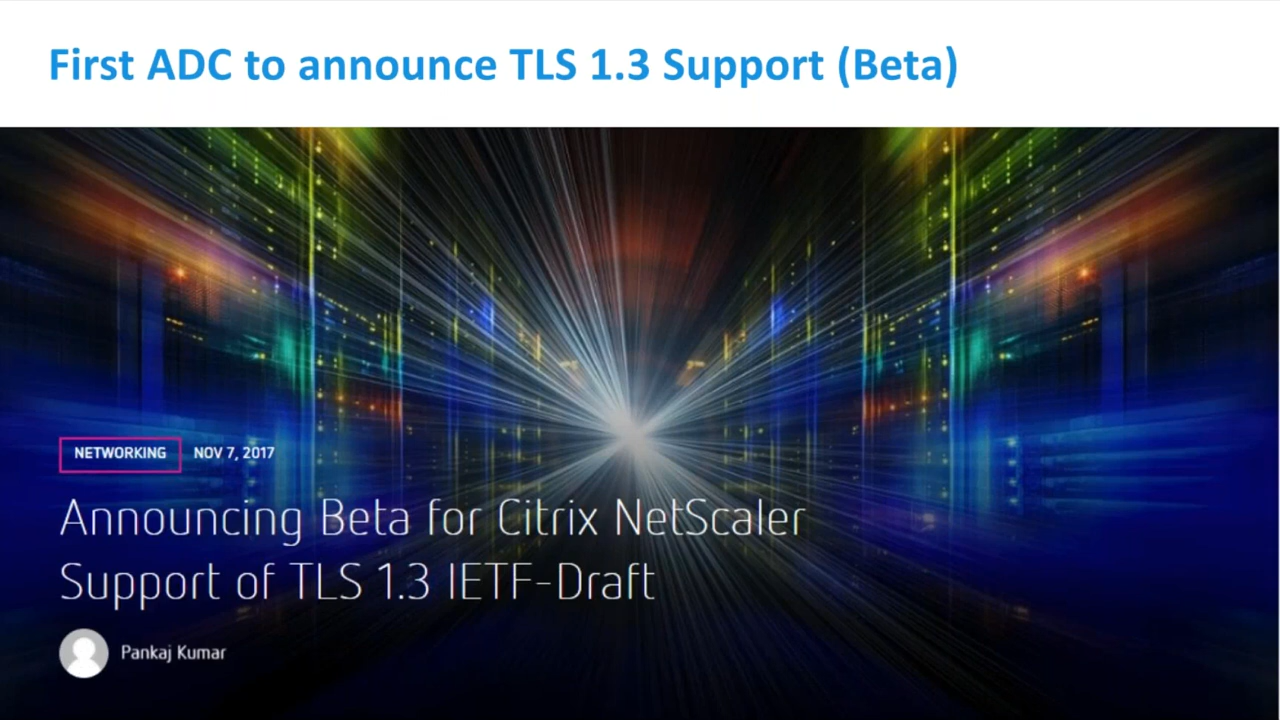 First ADC to announce TLS 1.3 Support (Beta)
NETWORKING NOV 7, 2017
Announcing Beta for Citrix NetScaler
Support of TLS 1.3 IETF-Draft
Pankaj Kumar